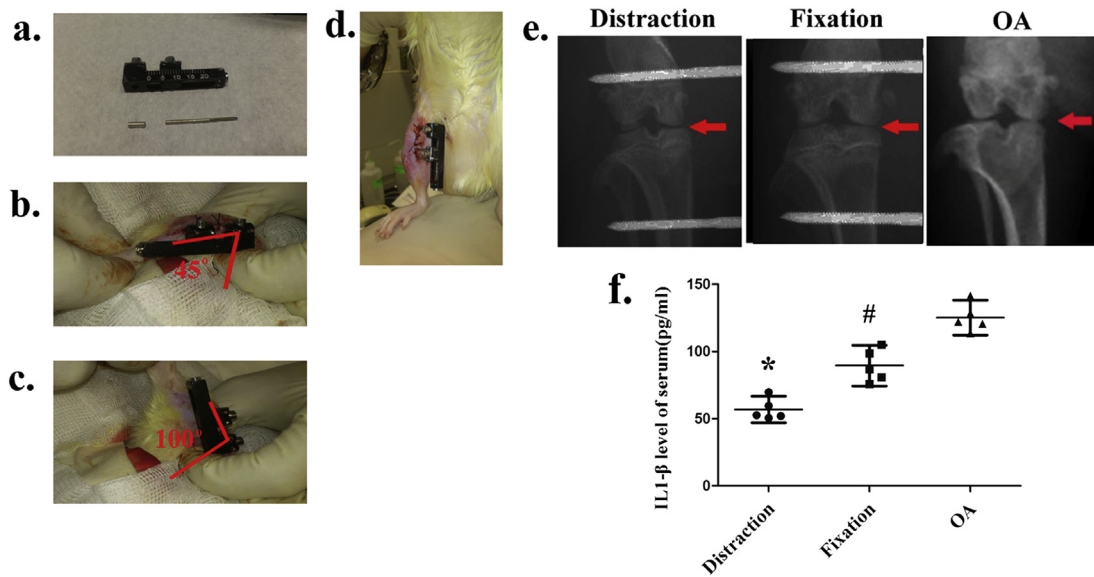 a.
0 5 10 15 20
b.
45°
c.
100°
d.
e.
Distraction
Fixation
OA
f.
IL1-β level of serum(pg/ml)
150
100
50
0
*
#
Distraction
Fixation
OA